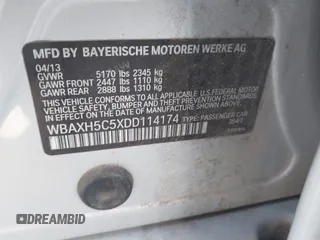 MFD BY BAYERISCHE MOTOREN WERKE AG
04/13
GVWR 5170 lbs 2345 kg
GAWR FRONT 2447 lbs 1110 kg
GAWR REAR 2888 lbs 1310 kg
THIS VEHICLE CONFORMS TO ALL APPLICABLE U.S. FEDERAL MOTOR VEHICLE
SAFETY, BUMPER AND THEFT PREVENTION STANDARDS
IN EFFECT ON THE DATE OF MANUFACTURE SHOWN ABOVE.
WBAXH5C5XDD114174 TYPE: PASSENGER CAR
DREAMBID